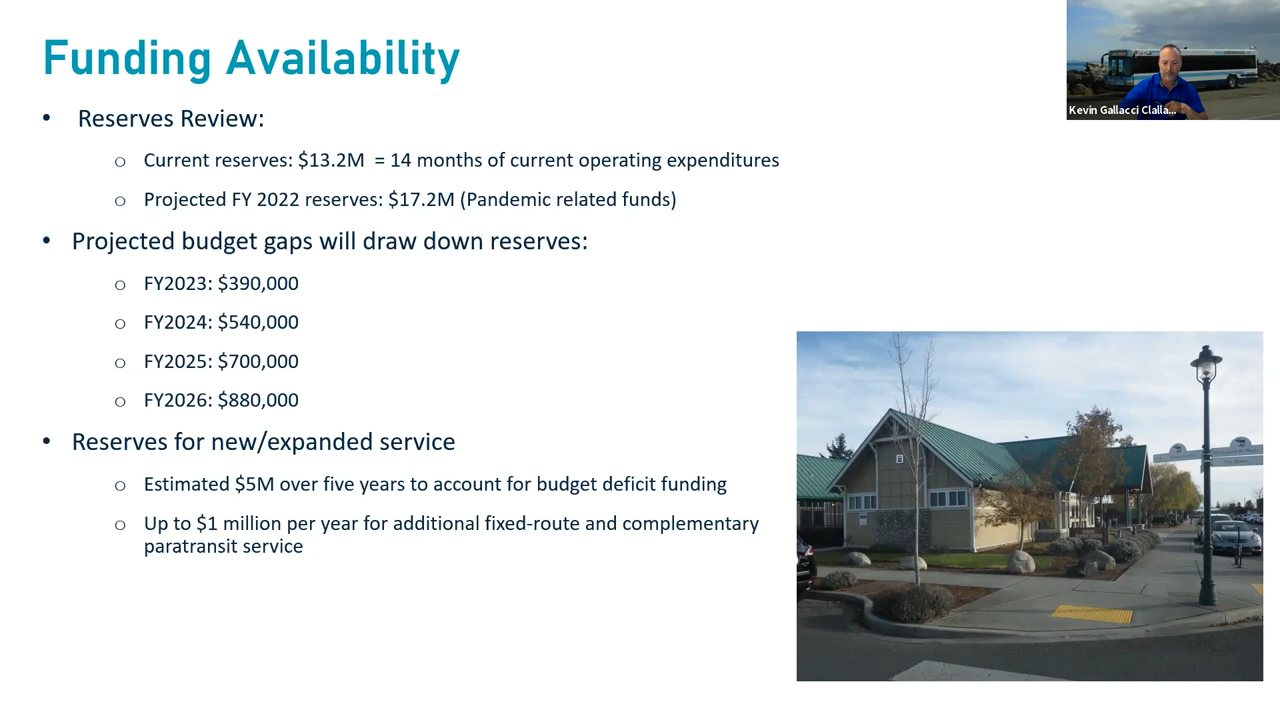 Funding Availability
Kevin Gallacci Clalla...
• Reserves Review:
o Current reserves: $13.2M = 14 months of current operating expenditures
o Projected FY 2022 reserves: $17.2M (Pandemic related funds)
• Projected budget gaps will draw down reserves:
o FY2023: $390,000
o FY2024: $540,000
o FY2025: $700,000
o FY2026: $880,000
• Reserves for new/expanded service
o Estimated $5M over five years to account for budget deficit funding
o Up to $1 million per year for additional fixed-route and complementary
paratransit service